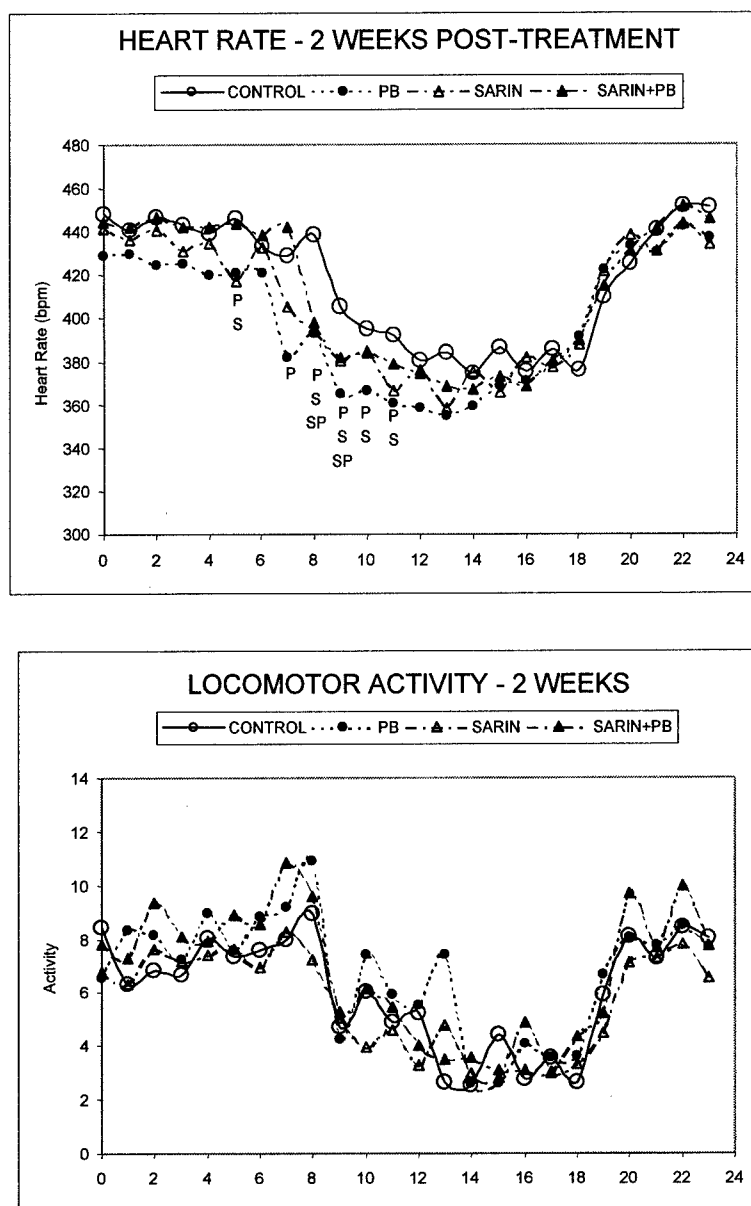 HEART RATE - 2 WEEKS POST-TREATMENT
CONTROL PB SARIN SARIN+PB
480
460
440
420
400
380
360
340
320
300
Heart Rate (bpm)
P
S
P
P
S
SP
P
S
SP
P
S
P
S
0 2 4 6 8 10 12 14 16 18 20 22 24
LOCOMOTOR ACTIVITY - 2 WEEKS
CONTROL PB SARIN SARIN+PB
14
12
10
8
6
4
2
0
Activity
0 2 4 6 8 10 12 14 16 18 20 22 24